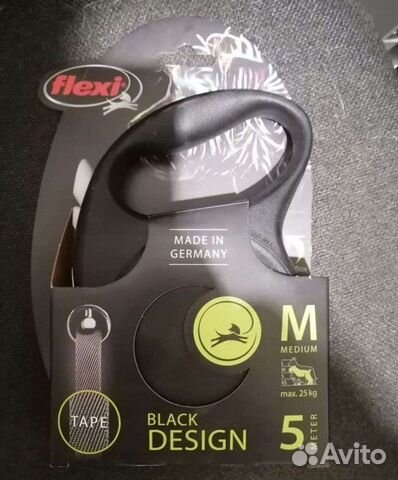 flexi
MADE IN
GERMANY
M
MEDIUM
max. 25 kg
TAPE
BLACK
DESIGN
5
METER
Avito